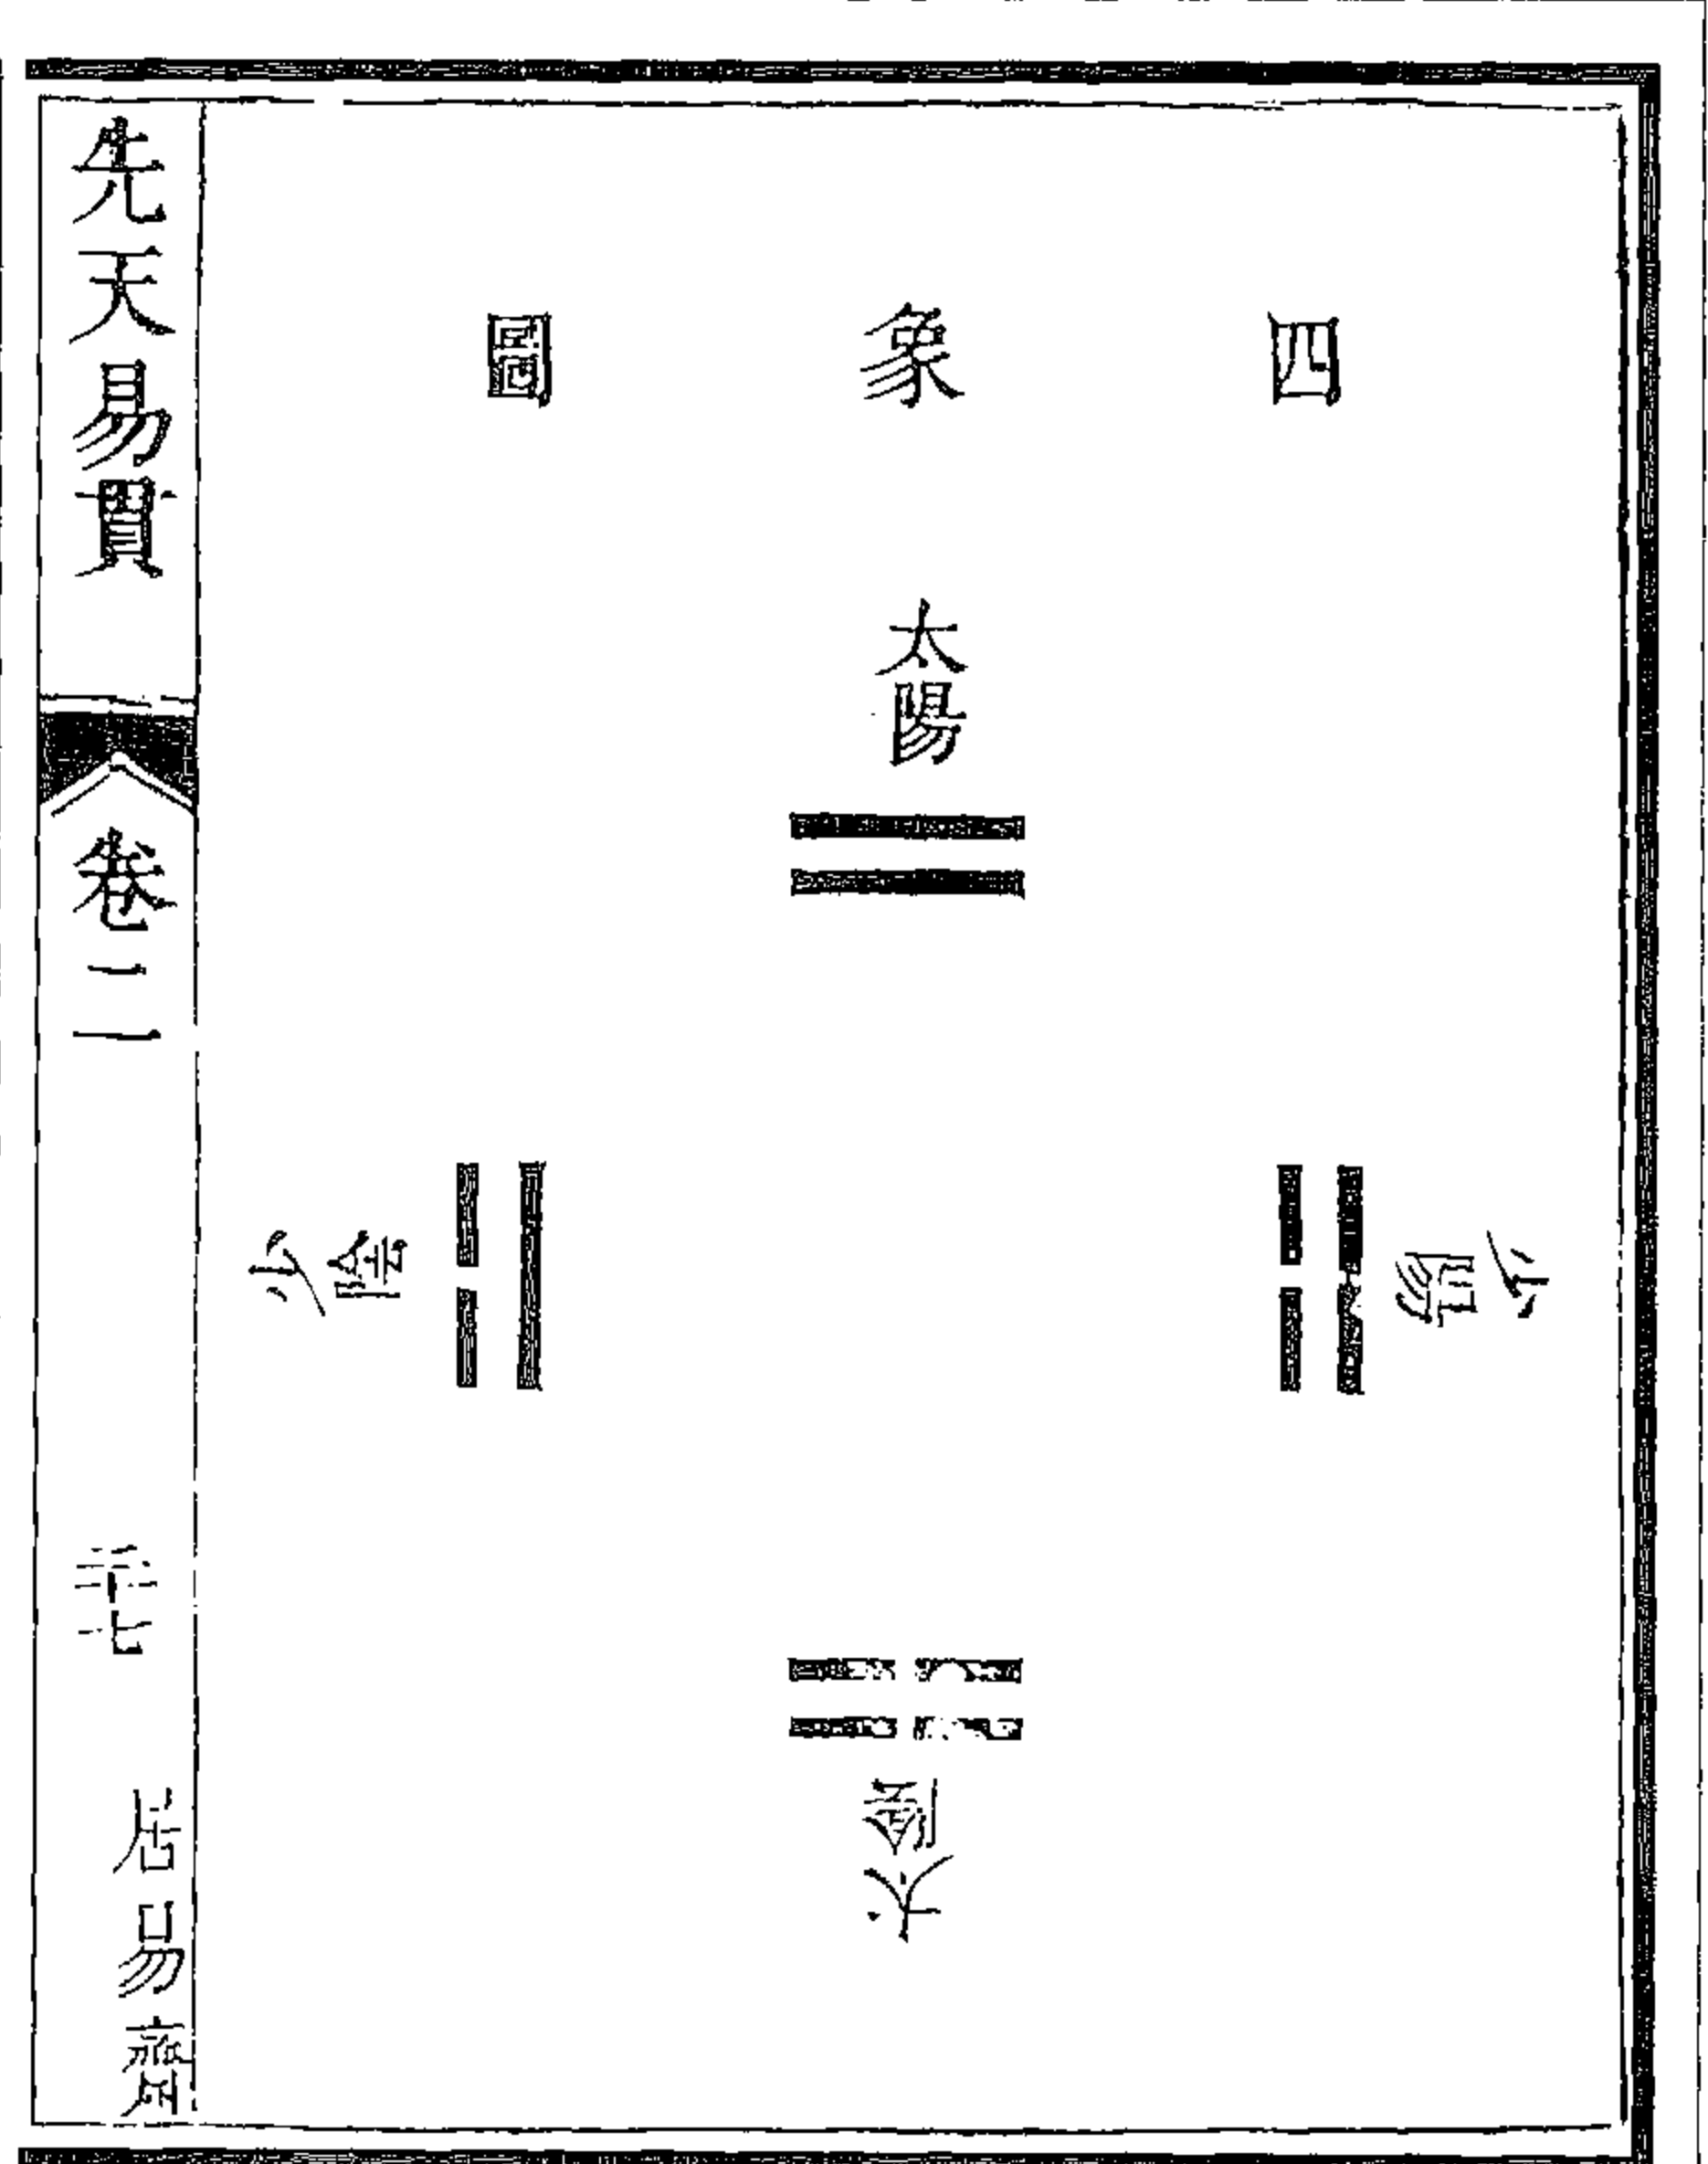 四象圖
太陽
少陽
少陰
太陰
先天易貫
卷二
二十七
居易齋